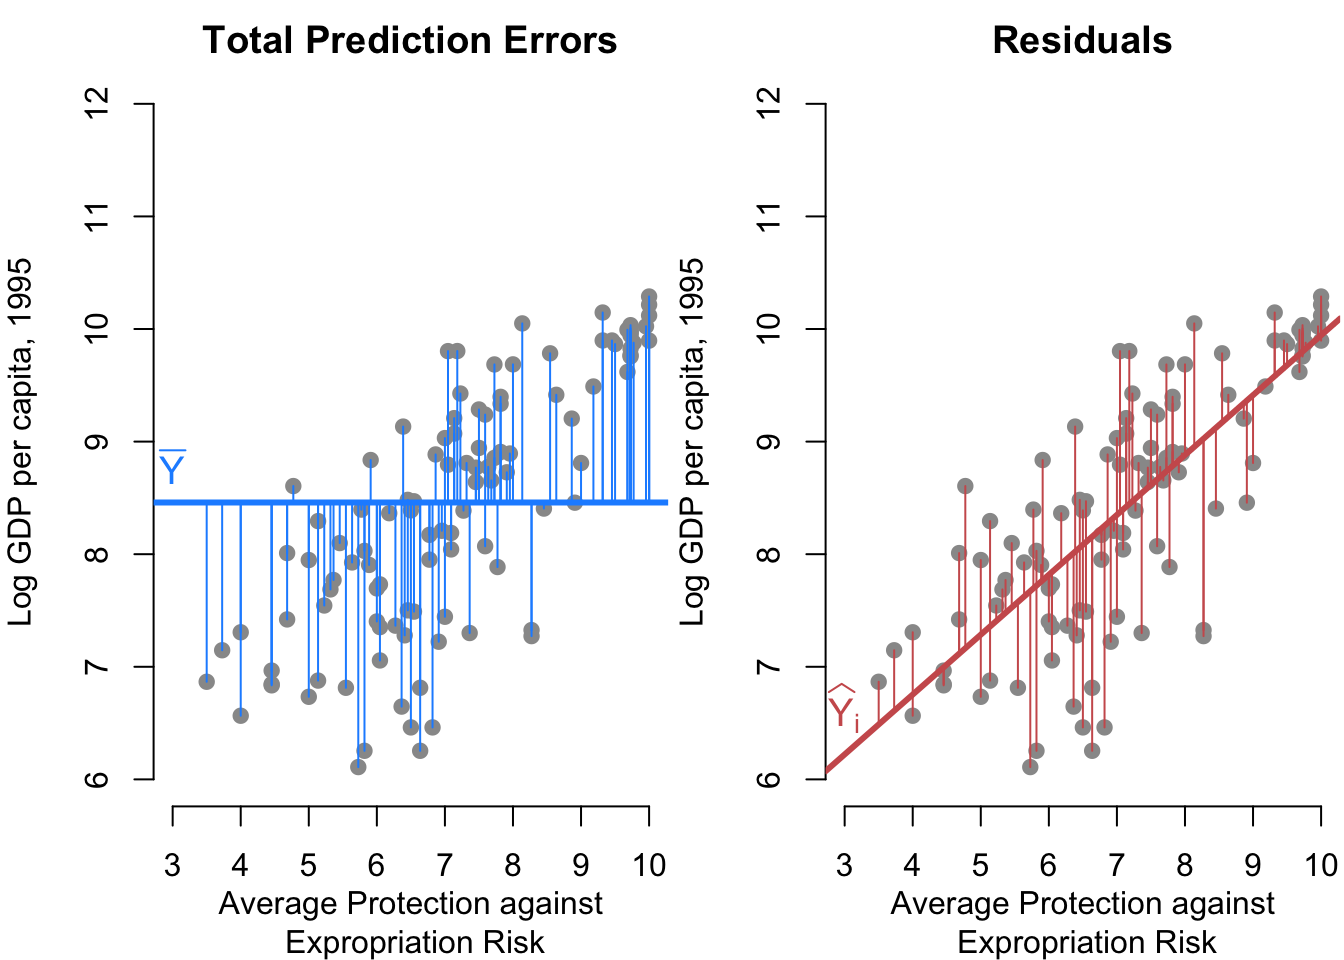 Total Prediction Errors
Log GDP per capita, 1995
12
11
10
9
8
7
6
Y̅
3 4 5 6 7 8 9 10
Average Protection against
Expropriation Risk
Residuals
Log GDP per capita, 1995
12
11
10
9
8
7
6
Ŷᵢ
3 4 5 6 7 8 9 10
Average Protection against
Expropriation Risk